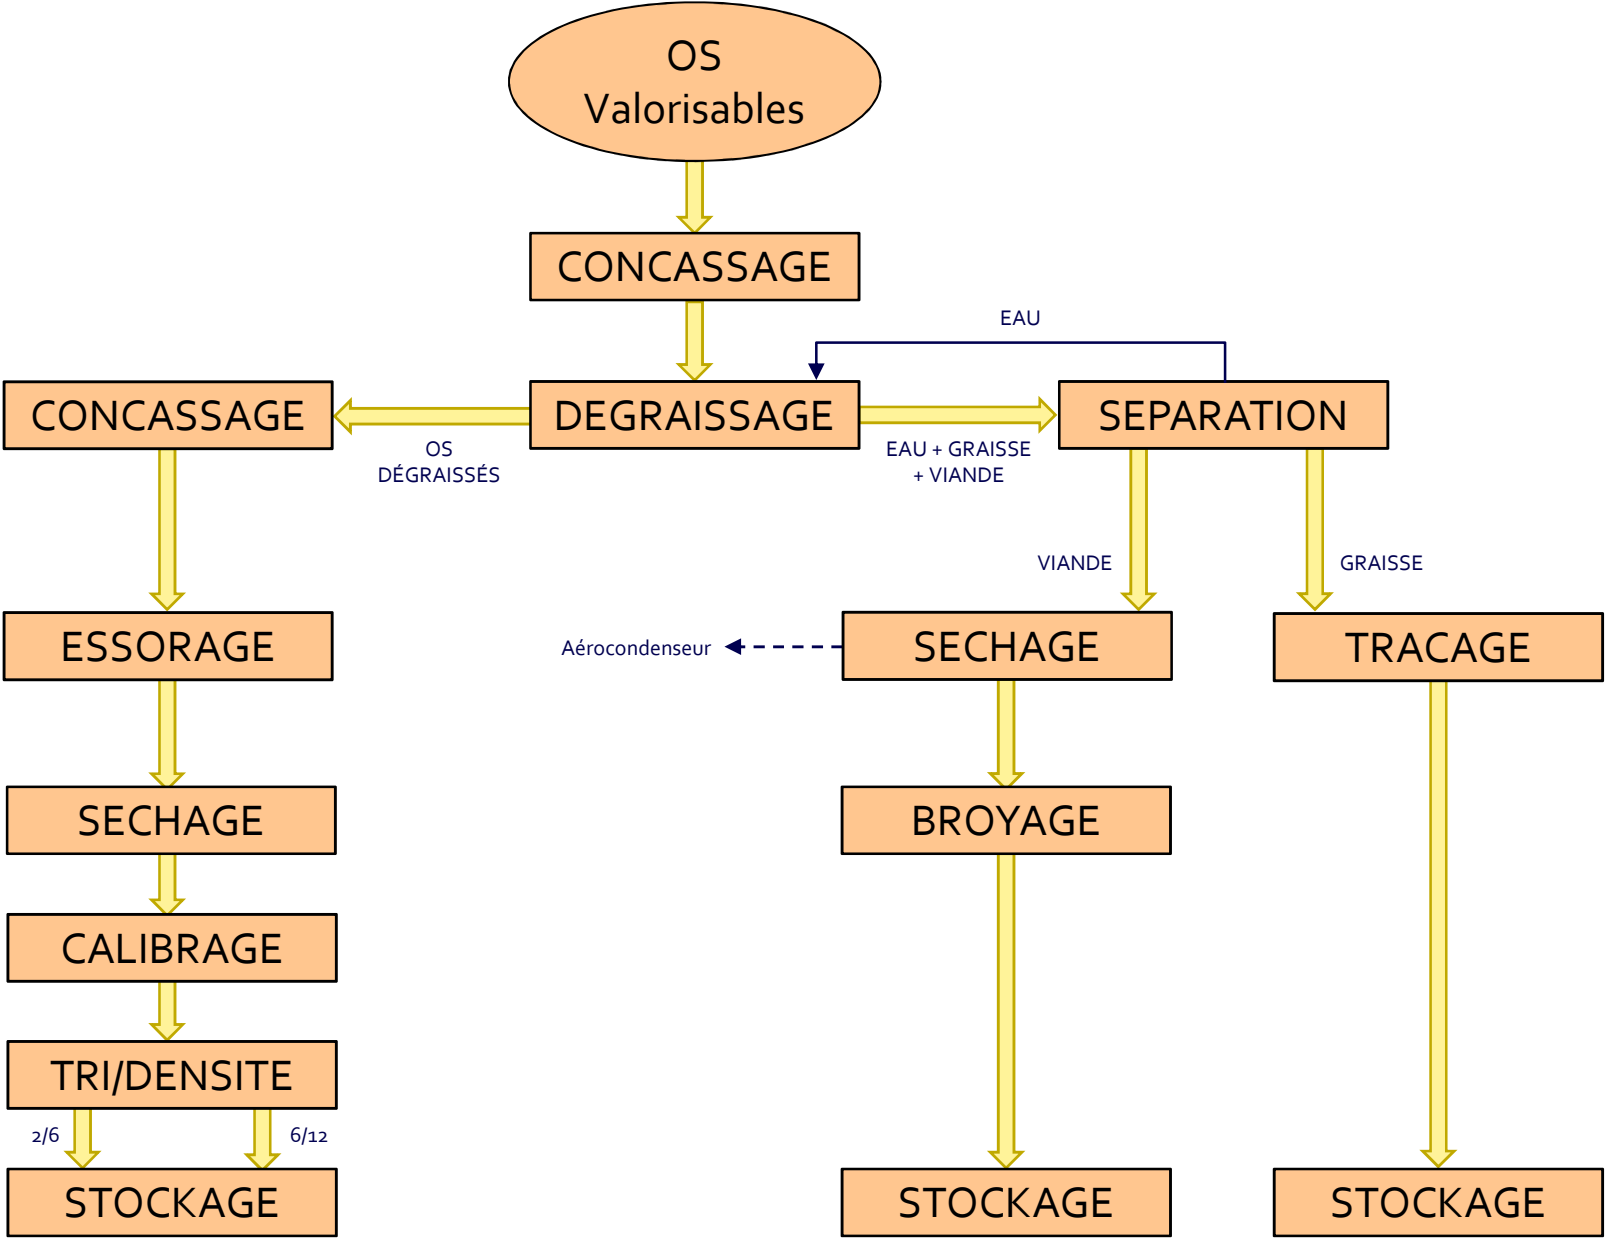 OS
Valorisables
CONCASSAGE
EAU
CONCASSAGE
DEGRAISSAGE
SEPARATION
OS
DÉGRAISSÉS
EAU + GRAISSE
+ VIANDE
VIANDE
GRAISSE
ESSORAGE
Aérocondenseur
SECHAGE
TRACAGE
SECHAGE
BROYAGE
CALIBRAGE
TRI/DENSITE
2/6
6/12
STOCKAGE
STOCKAGE
STOCKAGE